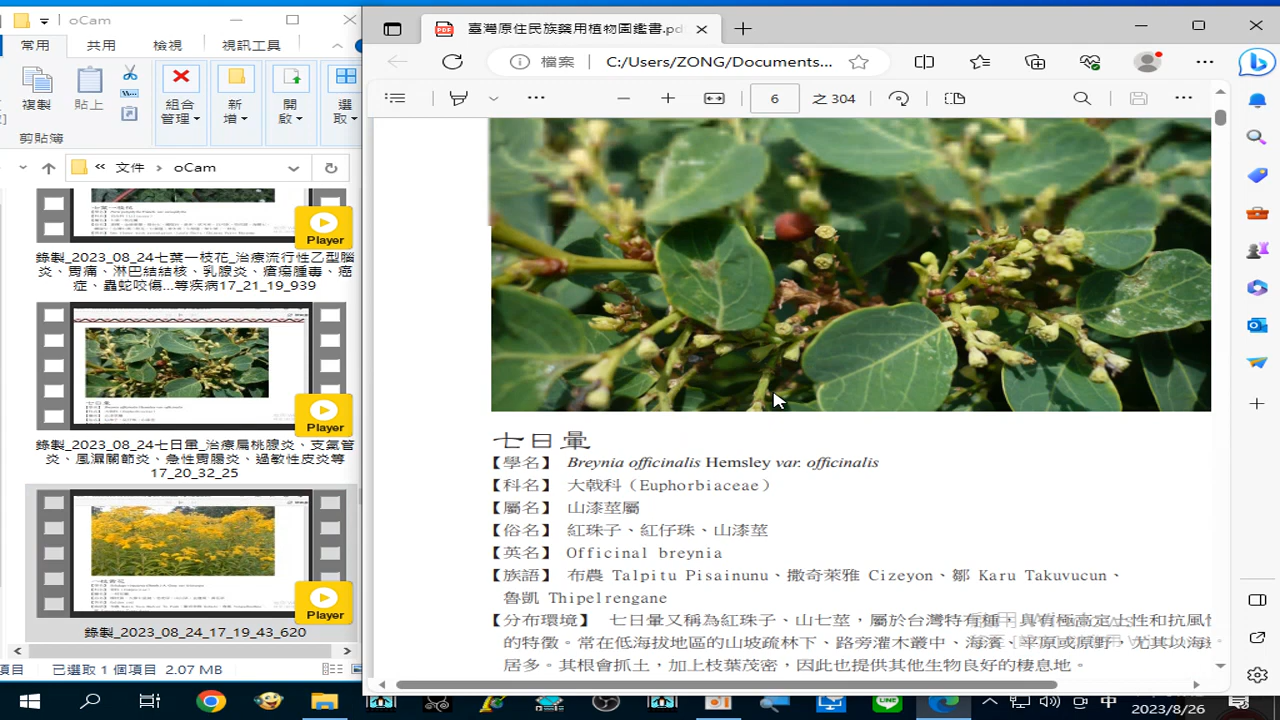 oCam
常用 共用 檢視 視訊工具
複製 貼上 組合管理 新增 開啟 選取
剪貼簿
文件 oCam
Player
錄製_2023_08_24七葉一枝花_治療流行性乙型腦
炎、胃痛、淋巴結結核、乳腺炎、瘡瘍腫毒、癌
症、蟲蛇咬傷...等疾病17_21_19_939
Player
錄製_2023_08_24七日暈_治療扁桃腺炎、支氣管
炎、風濕關節炎、急性胃腸炎、過敏性皮炎等
17_20_32_25
Player
錄製_2023_08_24_17_19_43_620
項目 已選取 1 個項目 2.07 MB
臺灣原住民族藥用植物圖鑑書.pd
檔案 C:/Users/ZONG/Documents...
6 之 304
七日暈
【學名】 Breynia officinalis Hemsley var. officinalis
【科名】 大戟科（Euphorbiaceae）
【屬名】 山漆莖屬
【俗名】 紅珠子、紅仔珠、山漆莖
【英名】 Officinal breynia
【族語】 布農 Talpitu Pisainunu、撒奇萊雅 Cizcyon、鄒 Karu Takuvucun、
魯凱 Thipelrengane
【分布環境】 七日暈又稱為紅珠子、山七莖，屬於台灣特有種，具有極高定土性和抗風
的特徵。常在低海拔地區的山坡疏林下、路旁灌木叢中、海濱、平原或原野，尤其以海
居多。其根會抓土，加上枝葉茂密，因此也提供其他生物良好的棲息地。
中
2023/8/26